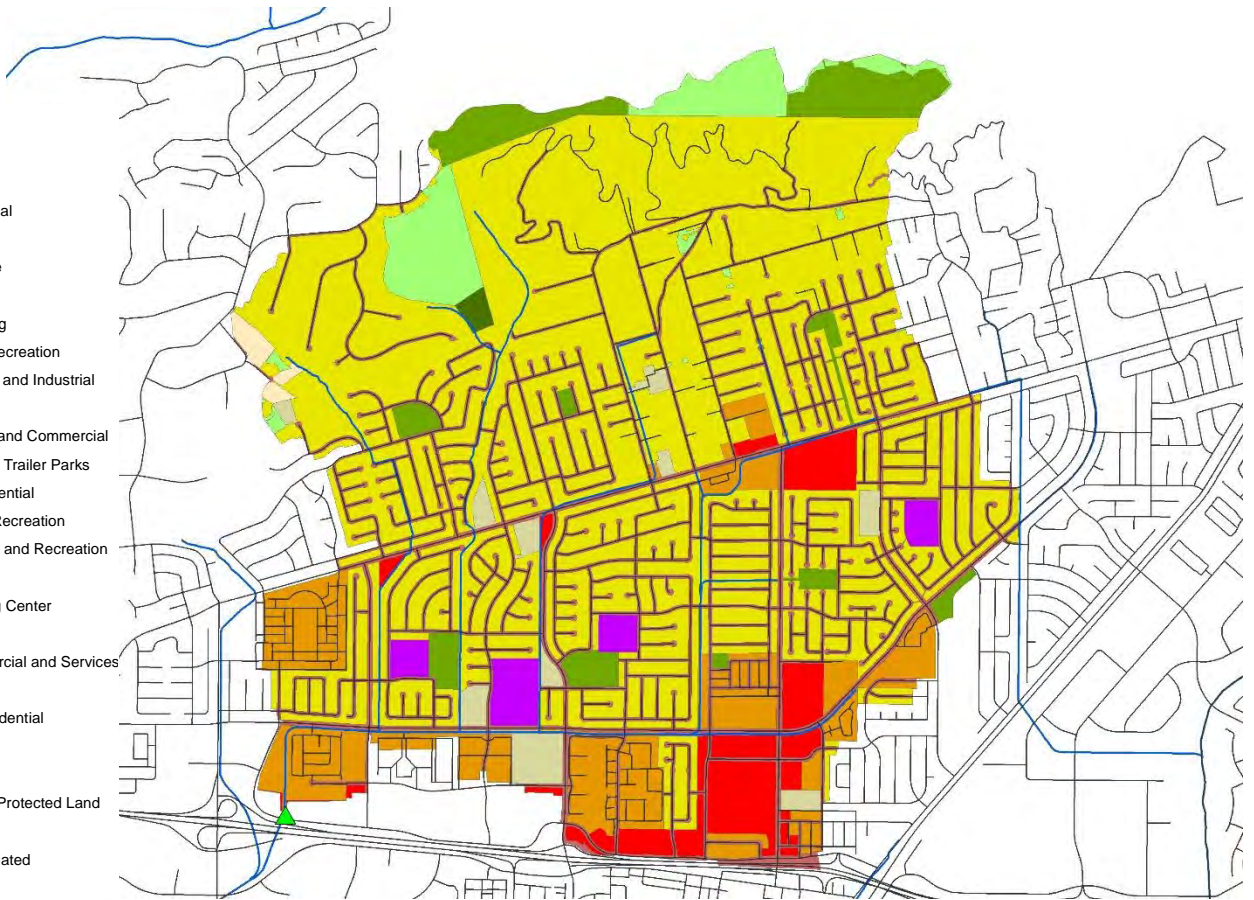 al
e
g
ecreation
and Industrial
and Commercial
Trailer Parks
ential
Recreation
and Recreation
g Center
rcial and Services
dential
Protected Land
ated